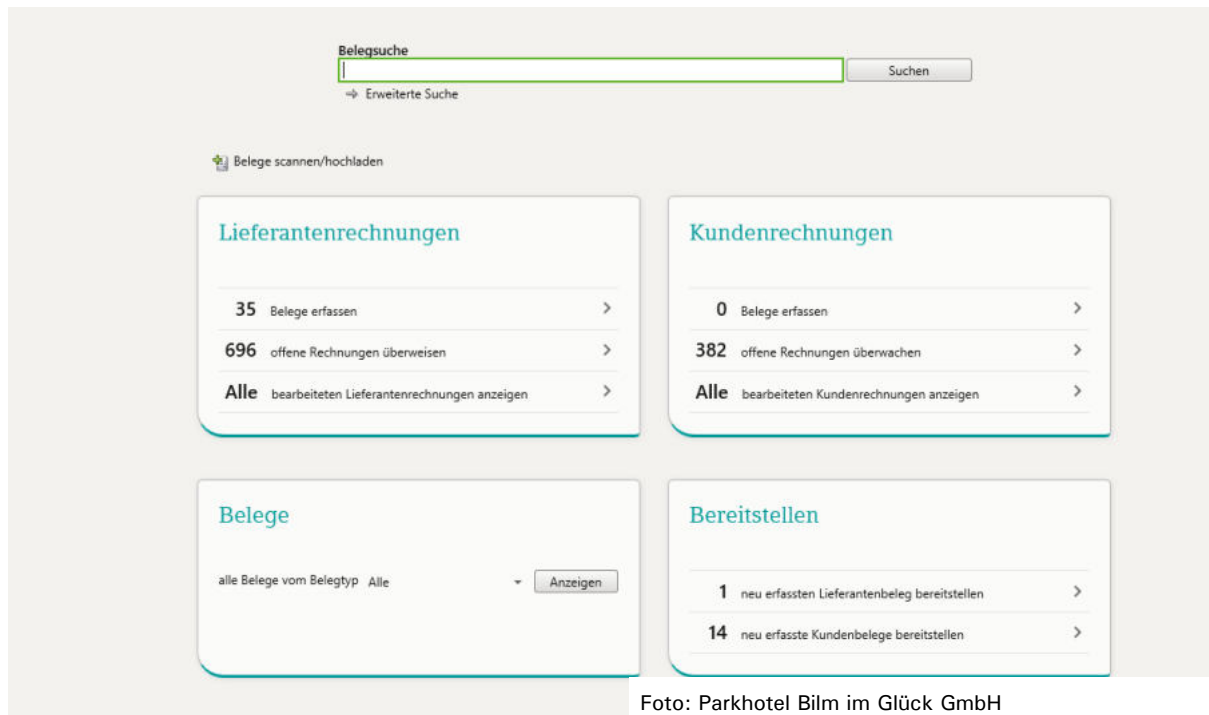 Belegsuche
Suchen
Erweiterte Suche
Belege scannen/hochladen
Lieferantenrechnungen
35 Belege erfassen
696 offene Rechnungen überweisen
Alle bearbeiteten Lieferantenrechnungen anzeigen
Kundenrechnungen
0 Belege erfassen
382 offene Rechnungen überwachen
Alle bearbeiteten Kundenrechnungen anzeigen
Belege
alle Belege vom Belegtyp Alle Anzeigen
Bereitstellen
1 neu erfassten Lieferantenbeleg bereitstellen
14 neu erfasste Kundenbelege bereitstellen
Foto: Parkhotel Bilm im Glück GmbH